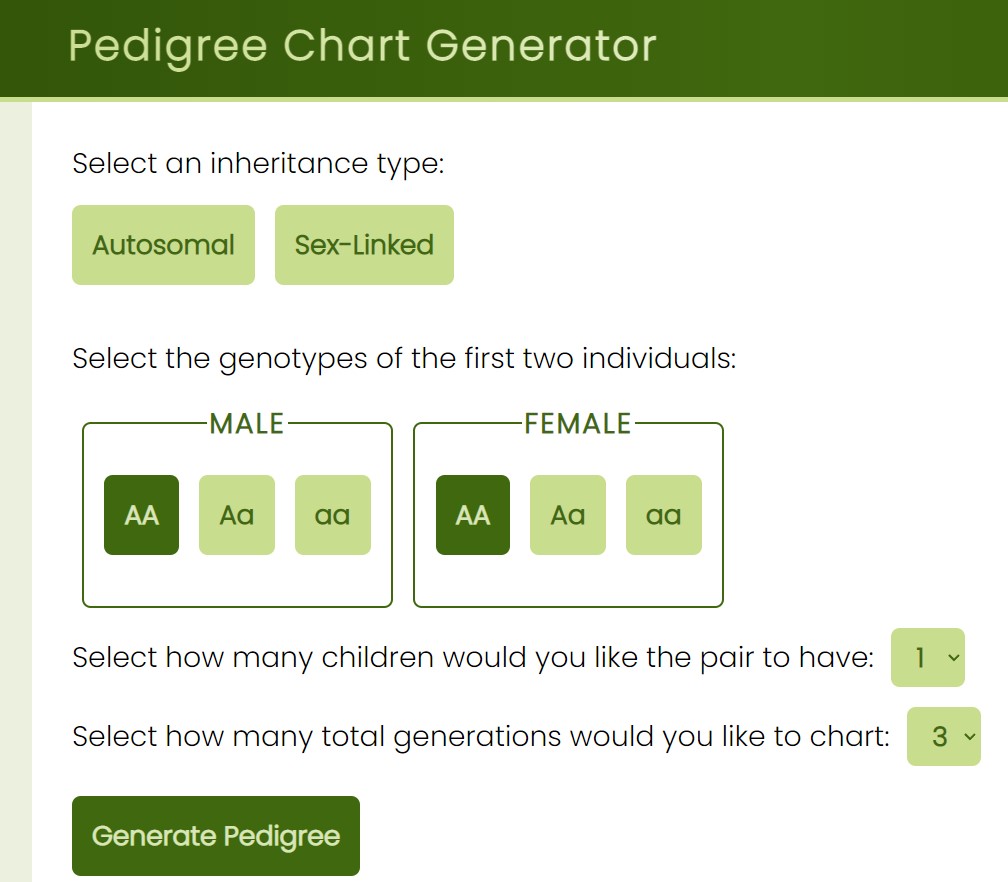 Pedigree Chart Generator
Select an inheritance type:
Autosomal Sex-Linked
Select the genotypes of the first two individuals:
MALE FEMALE
AA Aa aa AA Aa aa
Select how many children would you like the pair to have: 1
Select how many total generations would you like to chart: 3
Generate Pedigree